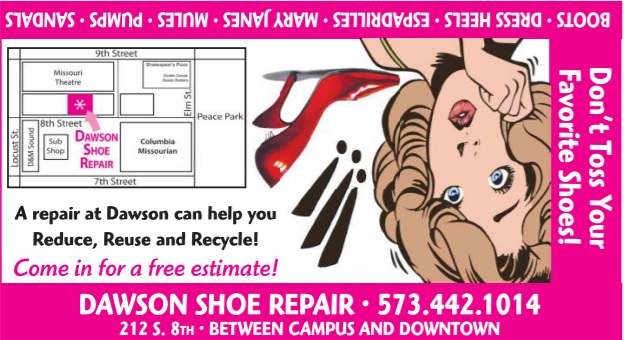 BOOTS • DRESS HEELS • ESPADRILLES • MARY JANES • MULES • PUMPS • SANDALS
9th Street
Missouri
Theatre
Shakespear's Pizza
Elm St.
Peace Park
*
8th Street
Locust St.
D&M Sound
Sub
Shop
DAWSON
SHOE
REPAIR
Columbia
Missourian
7th Street
Don't Toss Your
Favorite Shoes!
A repair at Dawson can help you
Reduce, Reuse and Recycle!
Come in for a free estimate!
DAWSON SHOE REPAIR • 573.442.1014
212 S. 8TH • BETWEEN CAMPUS AND DOWNTOWN